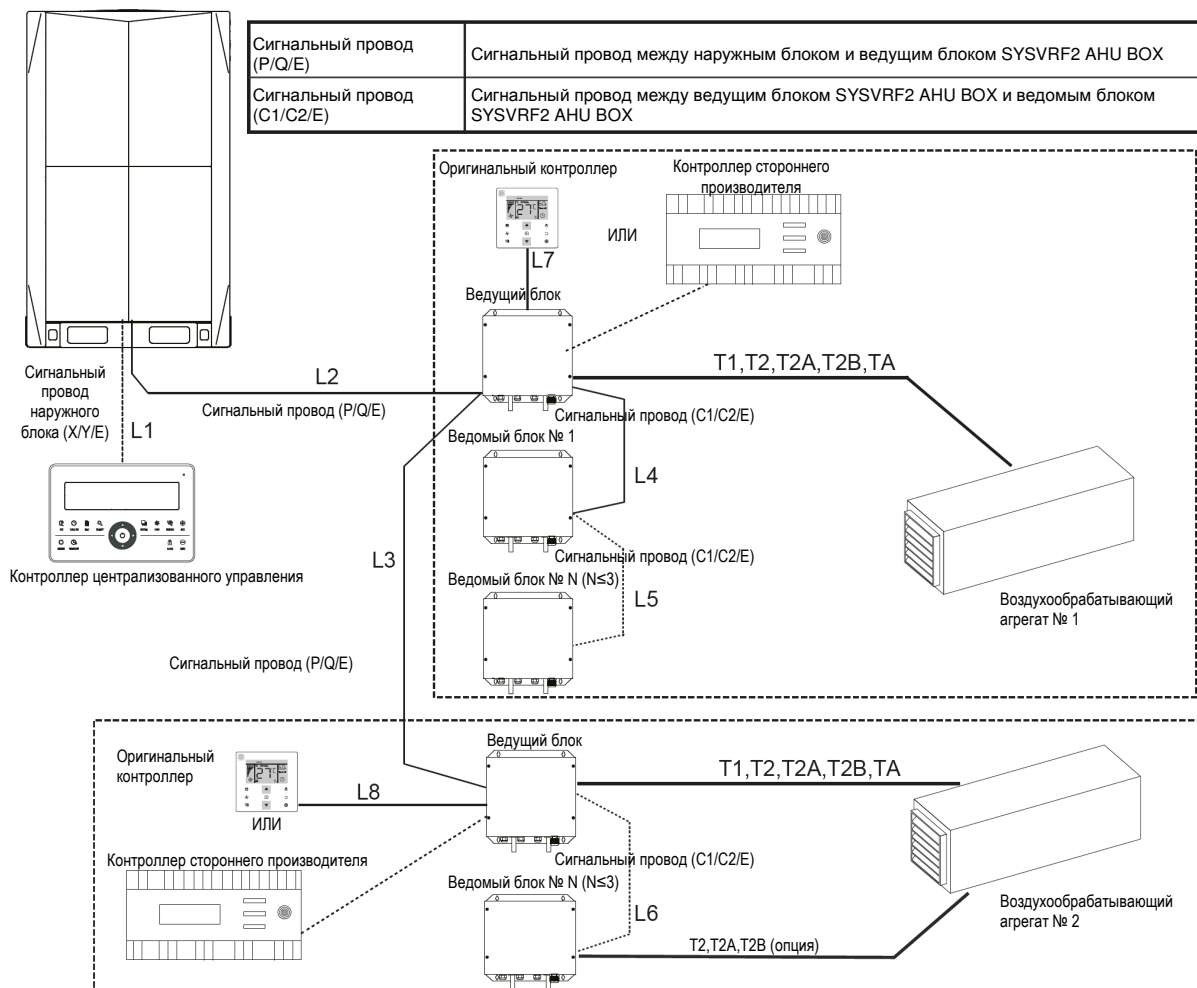 Сигнальный провод
(P/Q/E)
Сигнальный провод между наружным блоком и ведущим блоком SYSVRF2 AHU BOX
Сигнальный провод
(C1/C2/E)
Сигнальный провод между ведущим блоком SYSVRF2 AHU BOX и ведомым блоком
SYSVRF2 AHU BOX
Оригинальный контроллер
Контроллер стороннего
производителя
ИЛИ
L7
Ведущий блок
T1,T2,T2A,T2B,TA
L2
Сигнальный провод (P/Q/E)
Сигнальный
провод
наружного
блока (X/Y/E)
L1
Сигнальный провод (C1/C2/E)
Ведомый блок № 1
L4
Контроллер централизованного управления
L3
Сигнальный провод (C1/C2/E)
Ведомый блок № N (N≤3)
L5
Воздухообрабатывающий
агрегат № 1
Сигнальный провод (P/Q/E)
Ведущий блок
Оригинальный
контроллер
T1,T2,T2A,T2B,TA
L8
ИЛИ
Контроллер стороннего производителя
Сигнальный провод (C1/C2/E)
Ведомый блок № N (N≤3)
L6
Воздухообрабатывающий
агрегат № 2
T2,T2A,T2B (опция)